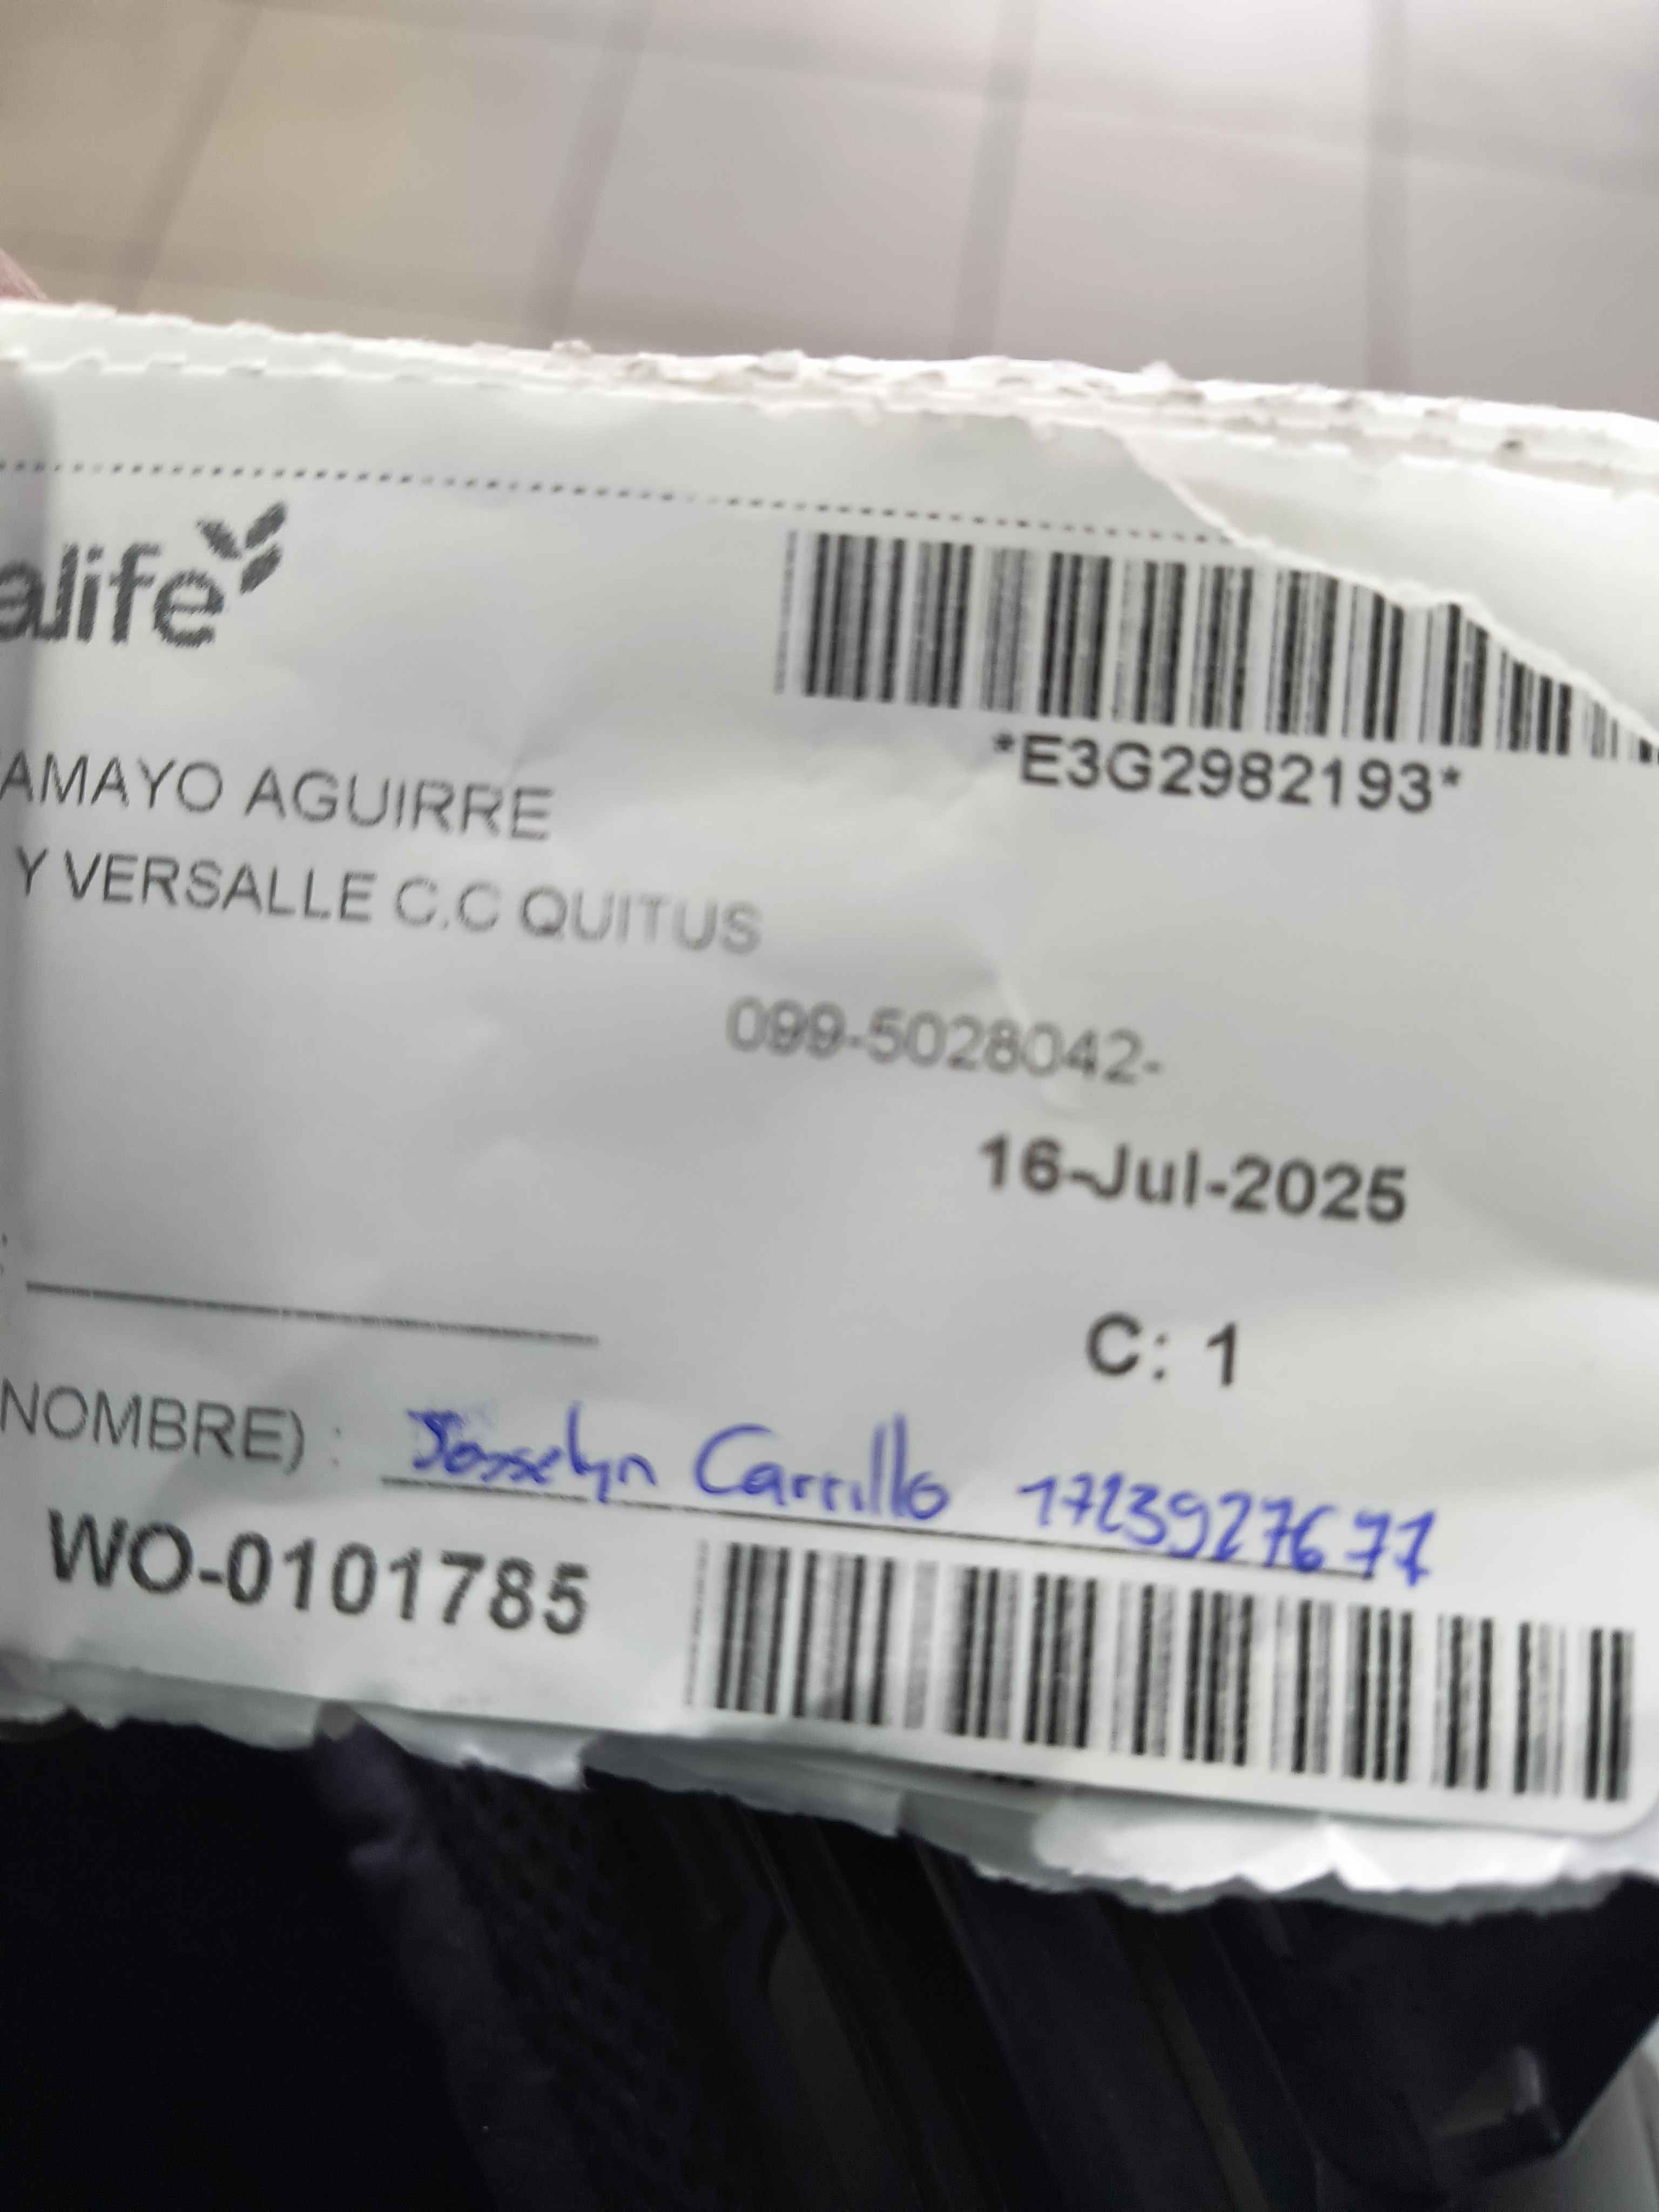 alife
*E3G2982193*
AMAYO AGUIRRE
Y VERSALLE C.C QUITUS
099-5028042-
16-Jul-2025
C: 1
NOMBRE) : Josselyn Carrillo 1723927677
WO-0101785